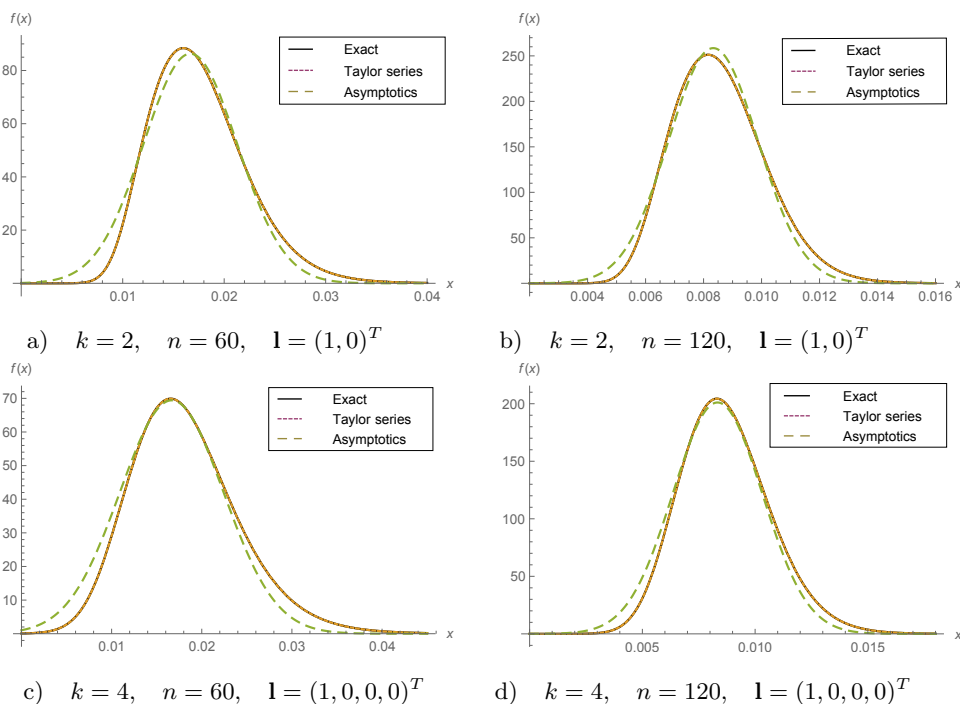 f(x)
80
60
40
20
0.01 0.02 0.03 0.04 x
Exact
Taylor series
Asymptotics
a) k = 2, n = 60, l = (1, 0)^T
f(x)
250
200
150
100
50
0.004 0.006 0.008 0.010 0.012 0.014 0.016 x
Exact
Taylor series
Asymptotics
b) k = 2, n = 120, l = (1, 0)^T
f(x)
70
60
50
40
30
20
10
0.01 0.02 0.03 0.04 x
Exact
Taylor series
Asymptotics
c) k = 4, n = 60, l = (1, 0, 0, 0)^T
f(x)
200
150
100
50
0.005 0.010 0.015 x
Exact
Taylor series
Asymptotics
d) k = 4, n = 120, l = (1, 0, 0, 0)^T